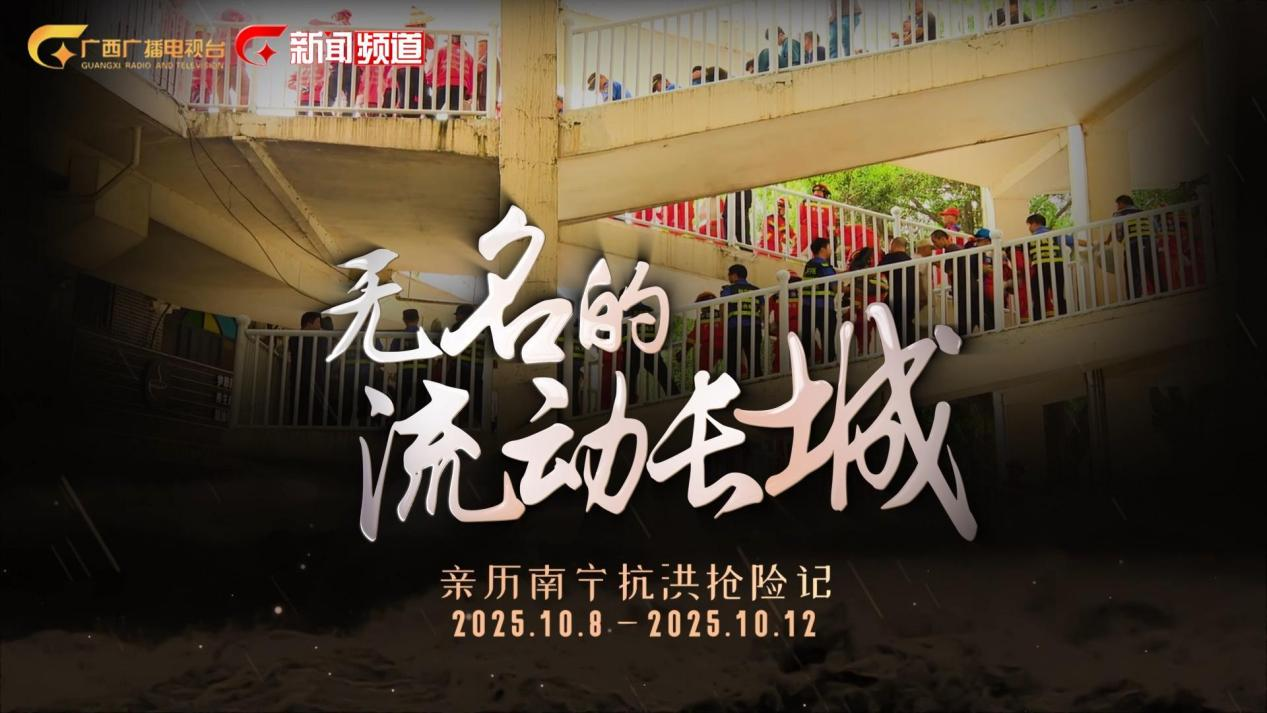 广西广播电视台
GUANGXI RADIO AND TELEVISION
新闻频道
无名的
流动长城
亲历南宁抗洪抢险记
2025.10.8－2025.10.12